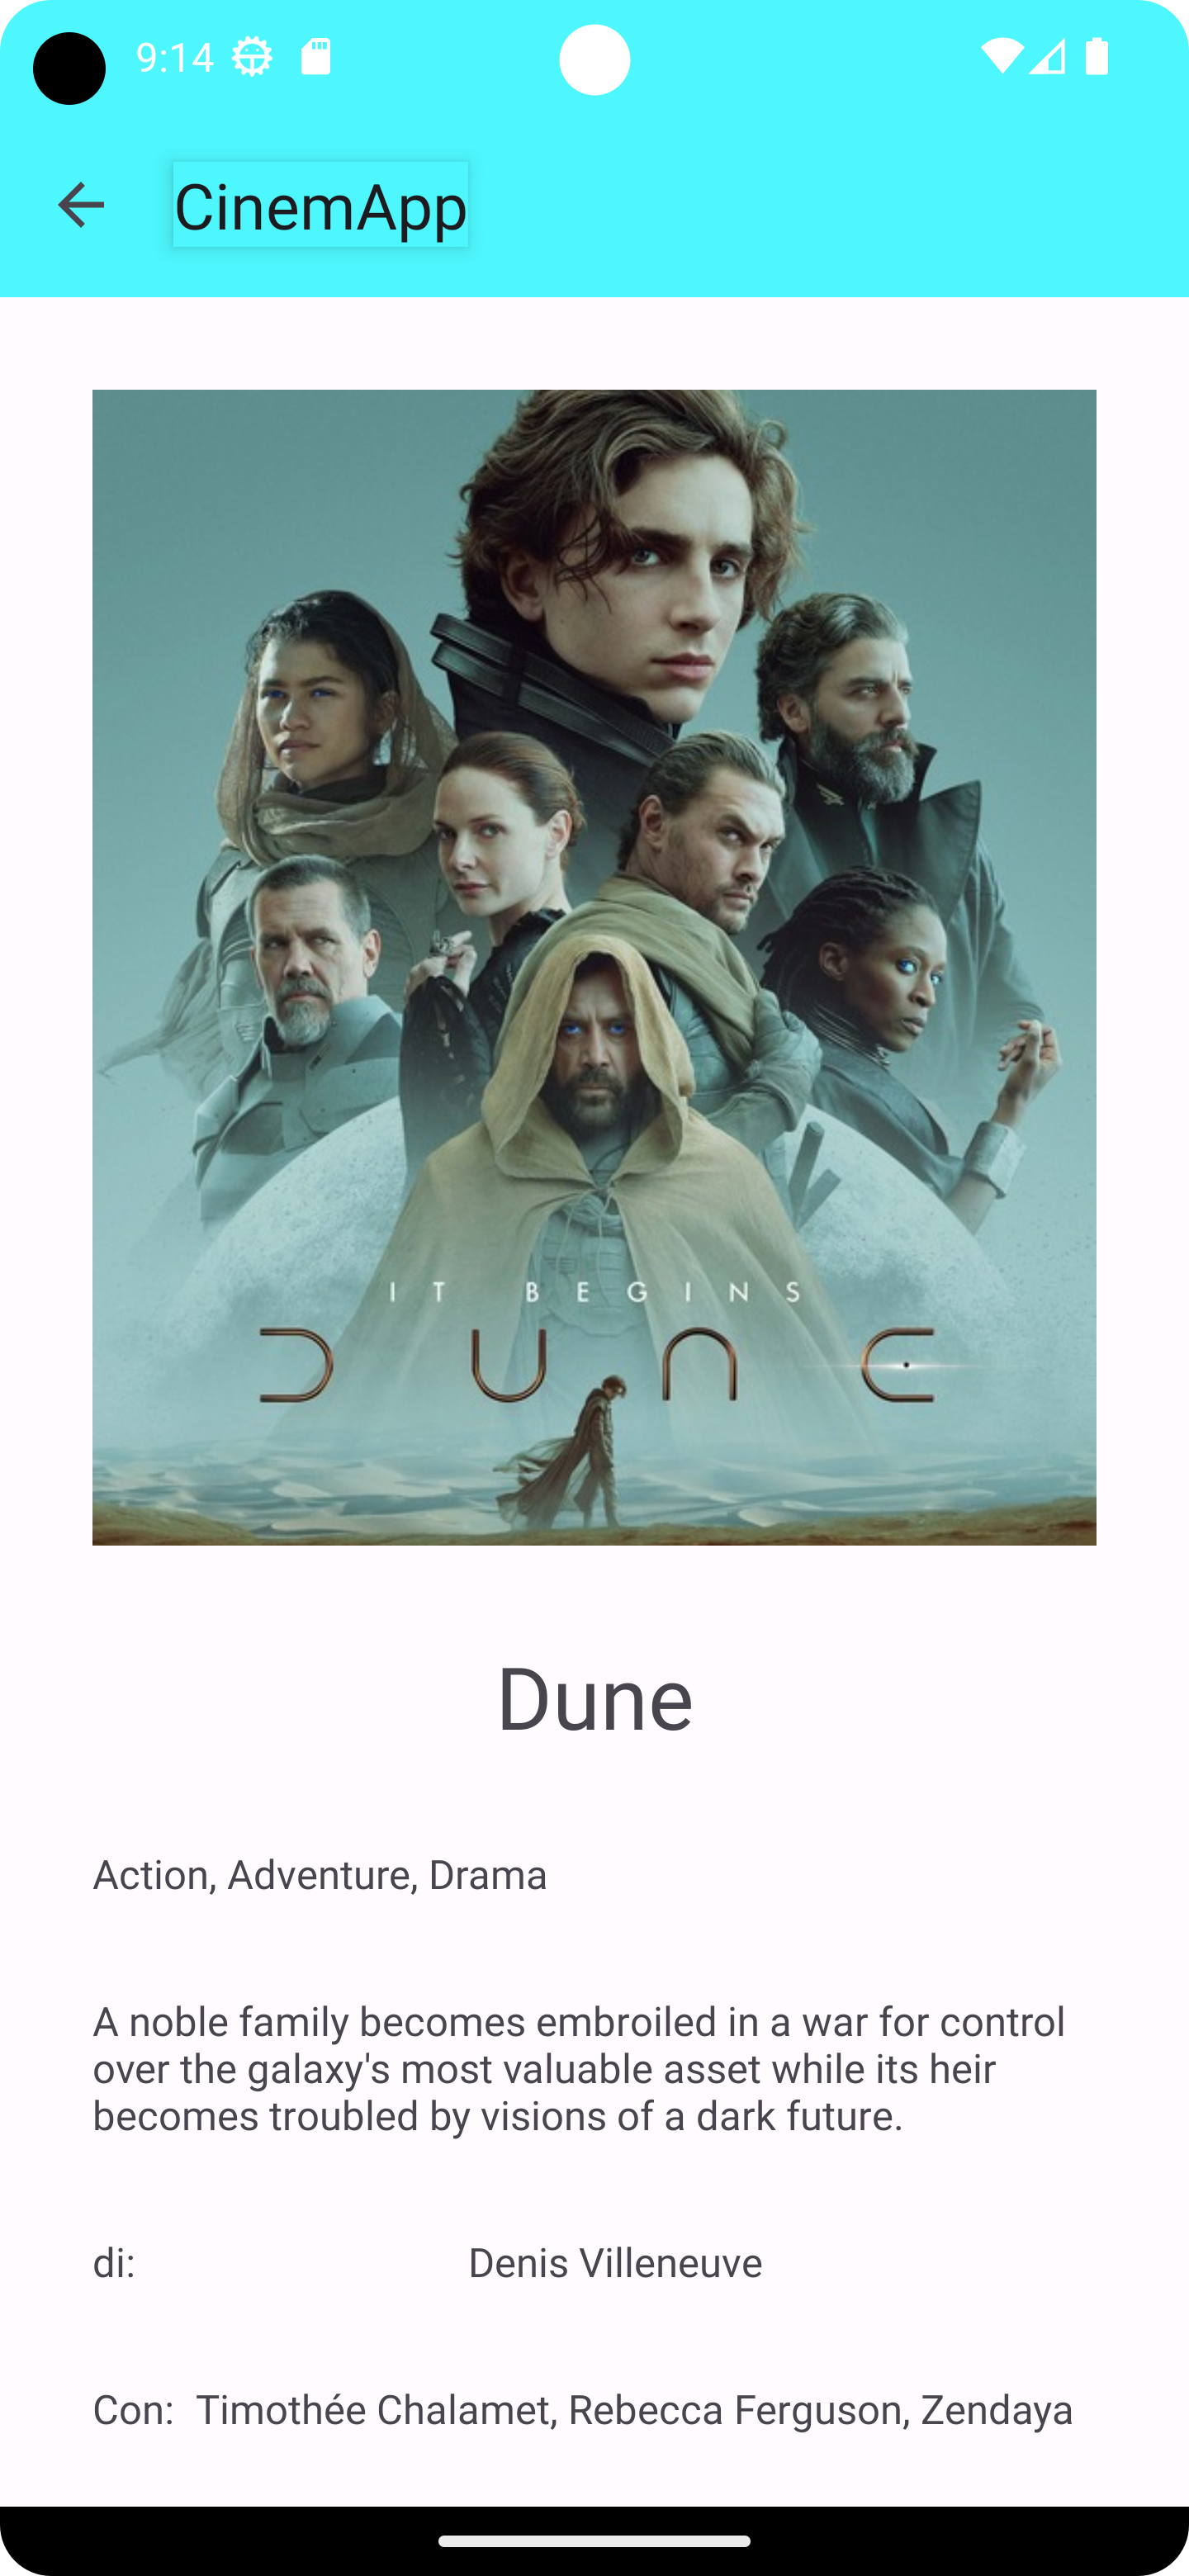 9:14
CinemApp
IT BEGINS
DUNE
Dune
Action, Adventure, Drama
A noble family becomes embroiled in a war for control
over the galaxy's most valuable asset while its heir
becomes troubled by visions of a dark future.
di: Denis Villeneuve
Con: Timothée Chalamet, Rebecca Ferguson, Zendaya